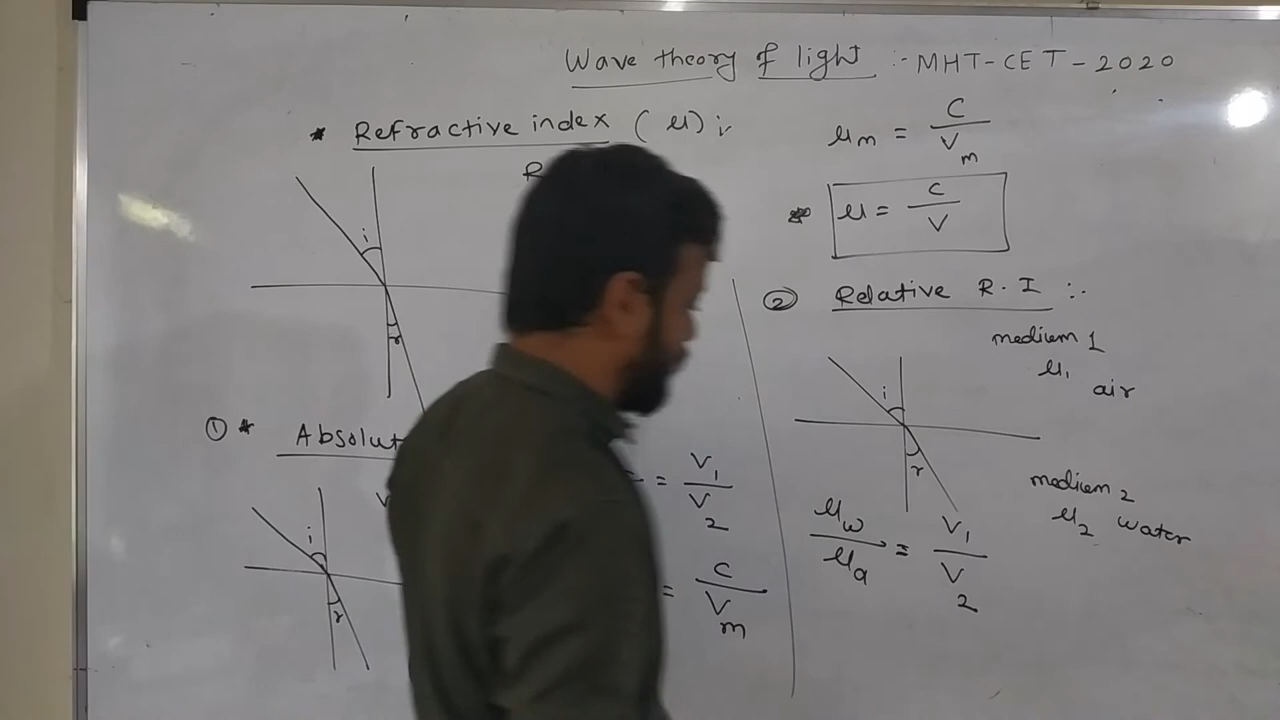 Wave theory of light :- MHT-CET-2020
* Refractive index (μ) :
R
i
r
① * Absolut
i
r
V
= V1 / V2
= C / Vm
μm = C / Vm
* μ = C / V
② Relative R.I :-
medium 1
μ1
air
i
r
medium 2
μ2 water
μw / μa = V1 / V2